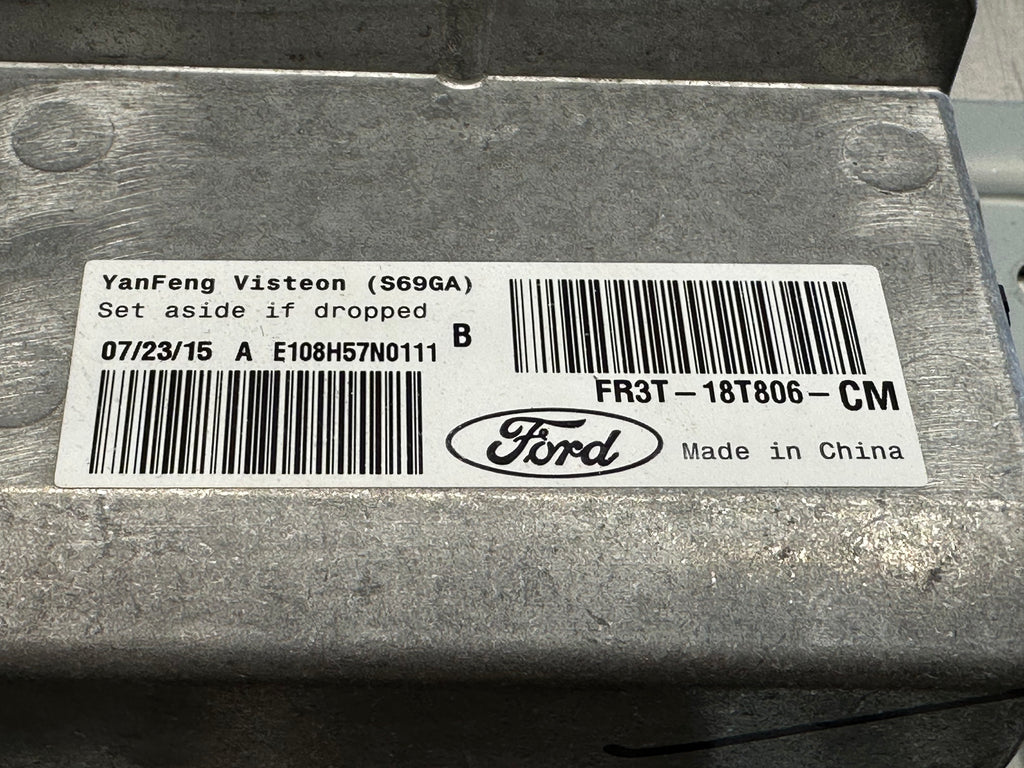 YanFeng Visteon (S69GA)
Set aside if dropped
07/23/15 A E108H57N0111 B
FR3T-18T806-CM
Ford
Made in China